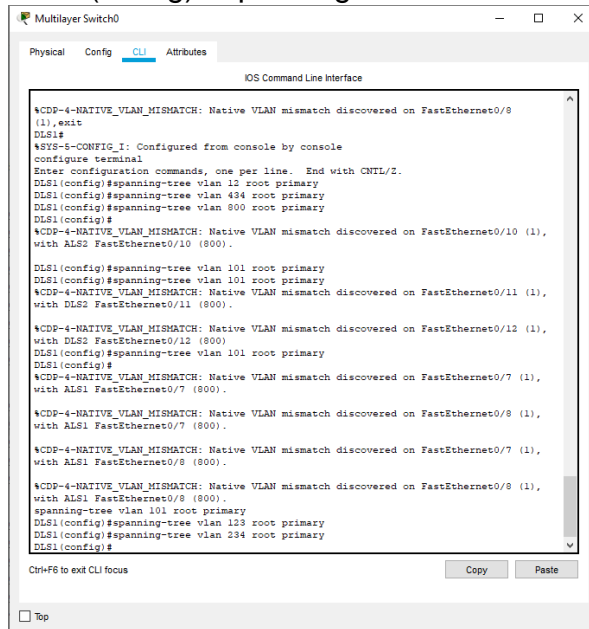 Multilayer Switch0
Physical Config CLI Attributes
IOS Command Line Interface
%CDP-4-NATIVE_VLAN_MISMATCH: Native VLAN mismatch discovered on FastEthernet0/8
(1),exit
DLS1#
%SYS-5-CONFIG_I: Configured from console by console
configure terminal
Enter configuration commands, one per line. End with CNTL/Z.
DLS1(config)#spanning-tree vlan 12 root primary
DLS1(config)#spanning-tree vlan 434 root primary
DLS1(config)#spanning-tree vlan 800 root primary
DLS1(config)#
%CDP-4-NATIVE_VLAN_MISMATCH: Native VLAN mismatch discovered on FastEthernet0/10 (1),
with ALS2 FastEthernet0/10 (800).
DLS1(config)#spanning-tree vlan 101 root primary
DLS1(config)#spanning-tree vlan 101 root primary
%CDP-4-NATIVE_VLAN_MISMATCH: Native VLAN mismatch discovered on FastEthernet0/11 (1),
with DLS2 FastEthernet0/11 (800).
%CDP-4-NATIVE_VLAN_MISMATCH: Native VLAN mismatch discovered on FastEthernet0/12 (1),
with DLS2 FastEthernet0/12 (800)
DLS1(config)#spanning-tree vlan 101 root primary
DLS1(config)#
%CDP-4-NATIVE_VLAN_MISMATCH: Native VLAN mismatch discovered on FastEthernet0/7 (1),
with ALS1 FastEthernet0/7 (800).
%CDP-4-NATIVE_VLAN_MISMATCH: Native VLAN mismatch discovered on FastEthernet0/8 (1),
with ALS1 FastEthernet0/7 (800).
%CDP-4-NATIVE_VLAN_MISMATCH: Native VLAN mismatch discovered on FastEthernet0/7 (1),
with ALS1 FastEthernet0/8 (800).
%CDP-4-NATIVE_VLAN_MISMATCH: Native VLAN mismatch discovered on FastEthernet0/8 (1),
with ALS1 FastEthernet0/8 (800).
spanning-tree vlan 101 root primary
DLS1(config)#spanning-tree vlan 123 root primary
DLS1(config)#spanning-tree vlan 234 root primary
DLS1(config)#
Ctrl+F6 to exit CLI focus
Copy Paste
Top